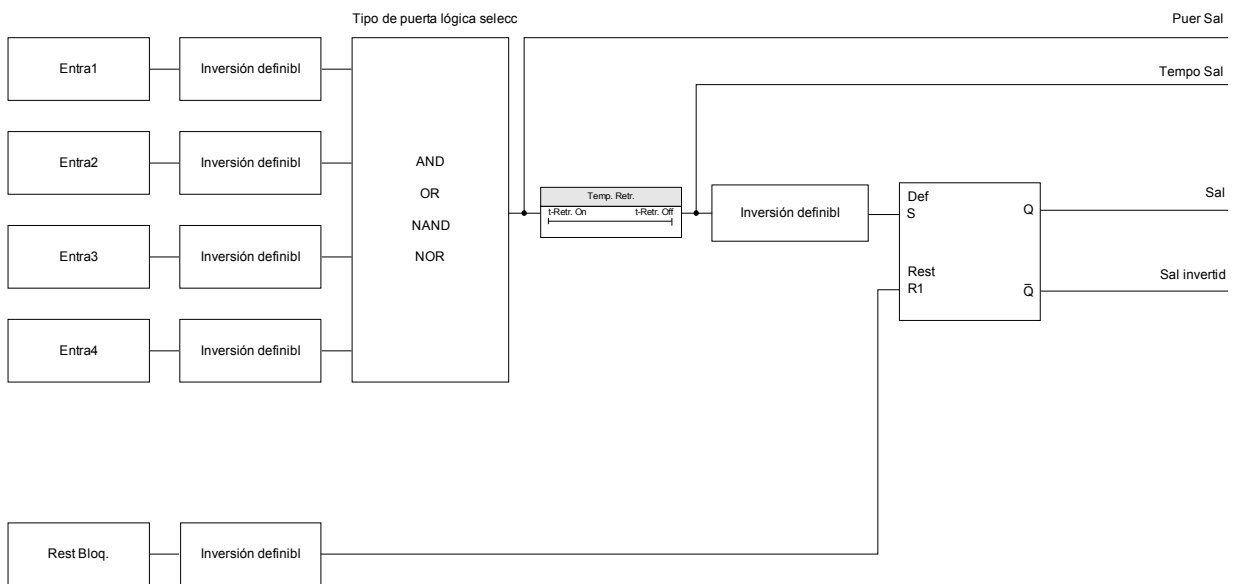 Tipo de puerta lógica selecc
Puer Sal
Entra1
Inversión definibl
Tempo Sal
Entra2
Inversión definibl
AND
OR
NAND
NOR
Temp. Retr.
t-Retr. On
t-Retr. Off
Inversión definibl
Def
S
Q
Sal
Entra3
Inversión definibl
Rest
R1
Q̅
Sal invertid
Entra4
Inversión definibl
Rest Bloq.
Inversión definibl